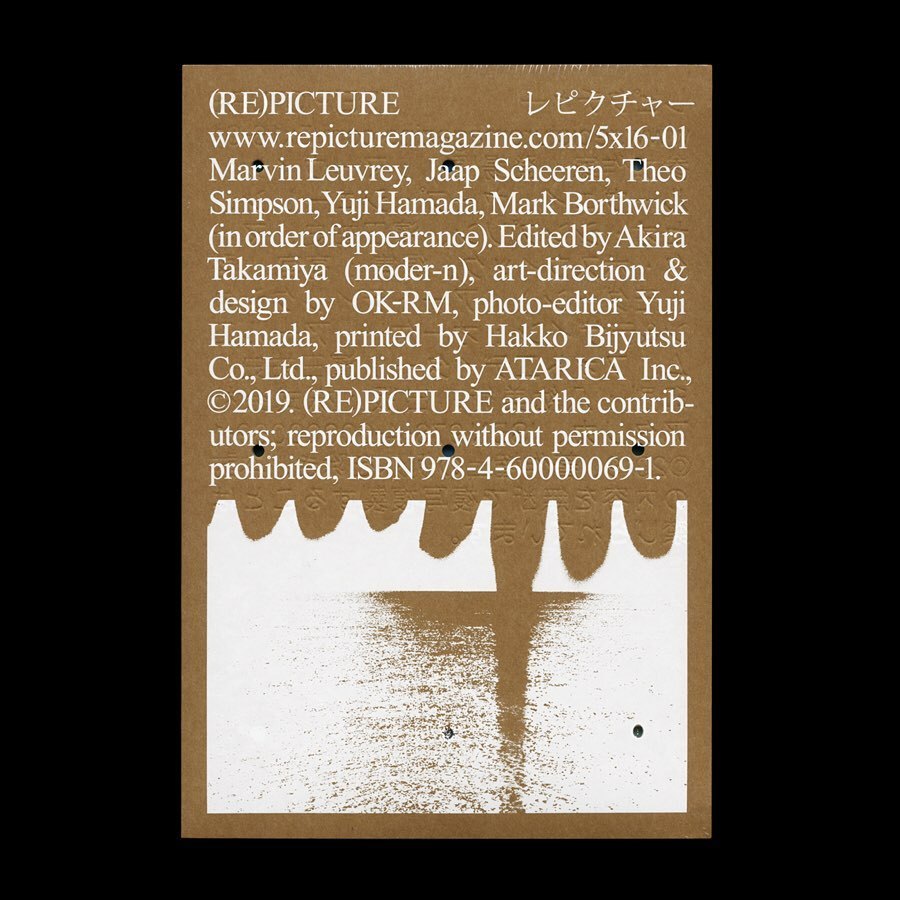 (RE)PICTURE レピクチャー
www.repicturemagazine.com/5x16-01
Marvin Leuvrey, Jaap Scheeren, Theo
Simpson, Yuji Hamada, Mark Borthwick
(in order of appearance). Edited by Akira
Takamiya (moder-n), art-direction &
design by OK-RM, photo-editor Yuji
Hamada, printed by Hakko Bijyutsu
Co., Ltd., published by ATARICA Inc.,
©2019. (RE)PICTURE and the contrib-
utors; reproduction without permission
prohibited, ISBN 978-4-60000069-1.